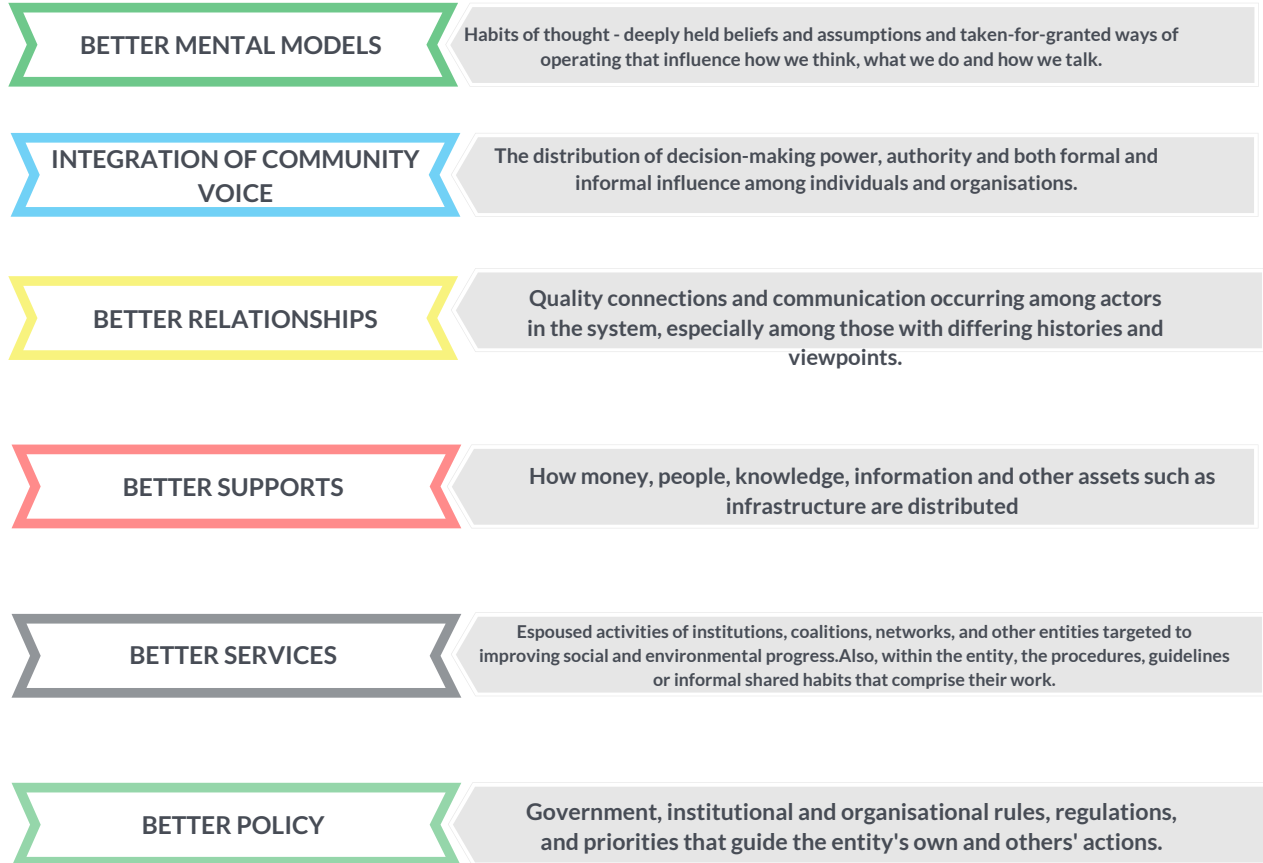 BETTER MENTAL MODELS
Habits of thought - deeply held beliefs and assumptions and taken-for-granted ways of
operating that influence how we think, what we do and how we talk.
INTEGRATION OF COMMUNITY
VOICE
The distribution of decision-making power, authority and both formal and
informal influence among individuals and organisations.
BETTER RELATIONSHIPS
Quality connections and communication occurring among actors
in the system, especially among those with differing histories and
viewpoints.
BETTER SUPPORTS
How money, people, knowledge, information and other assets such as
infrastructure are distributed
BETTER SERVICES
Espoused activities of institutions, coalitions, networks, and other entities targeted to
improving social and environmental progress.Also, within the entity, the procedures, guidelines
or informal shared habits that comprise their work.
BETTER POLICY
Government, institutional and organisational rules, regulations,
and priorities that guide the entity's own and others' actions.